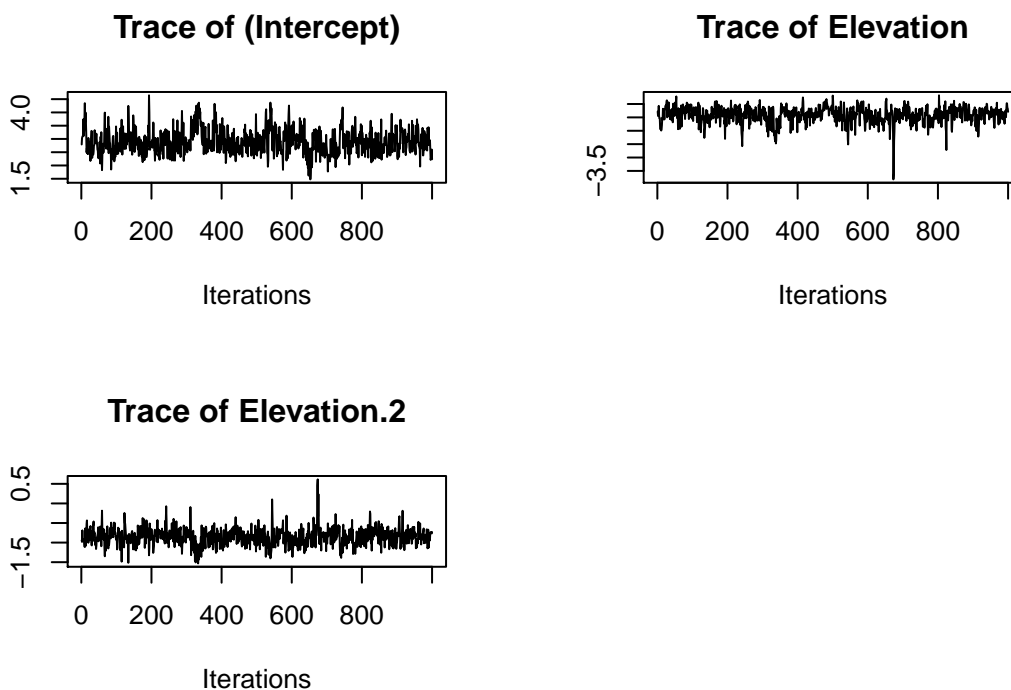 Trace of (Intercept)
1.5 4.0
0 200 400 600 800
Iterations
Trace of Elevation
−3.5
0 200 400 600 800
Iterations
Trace of Elevation.2
−1.5 0.5
0 200 400 600 800
Iterations